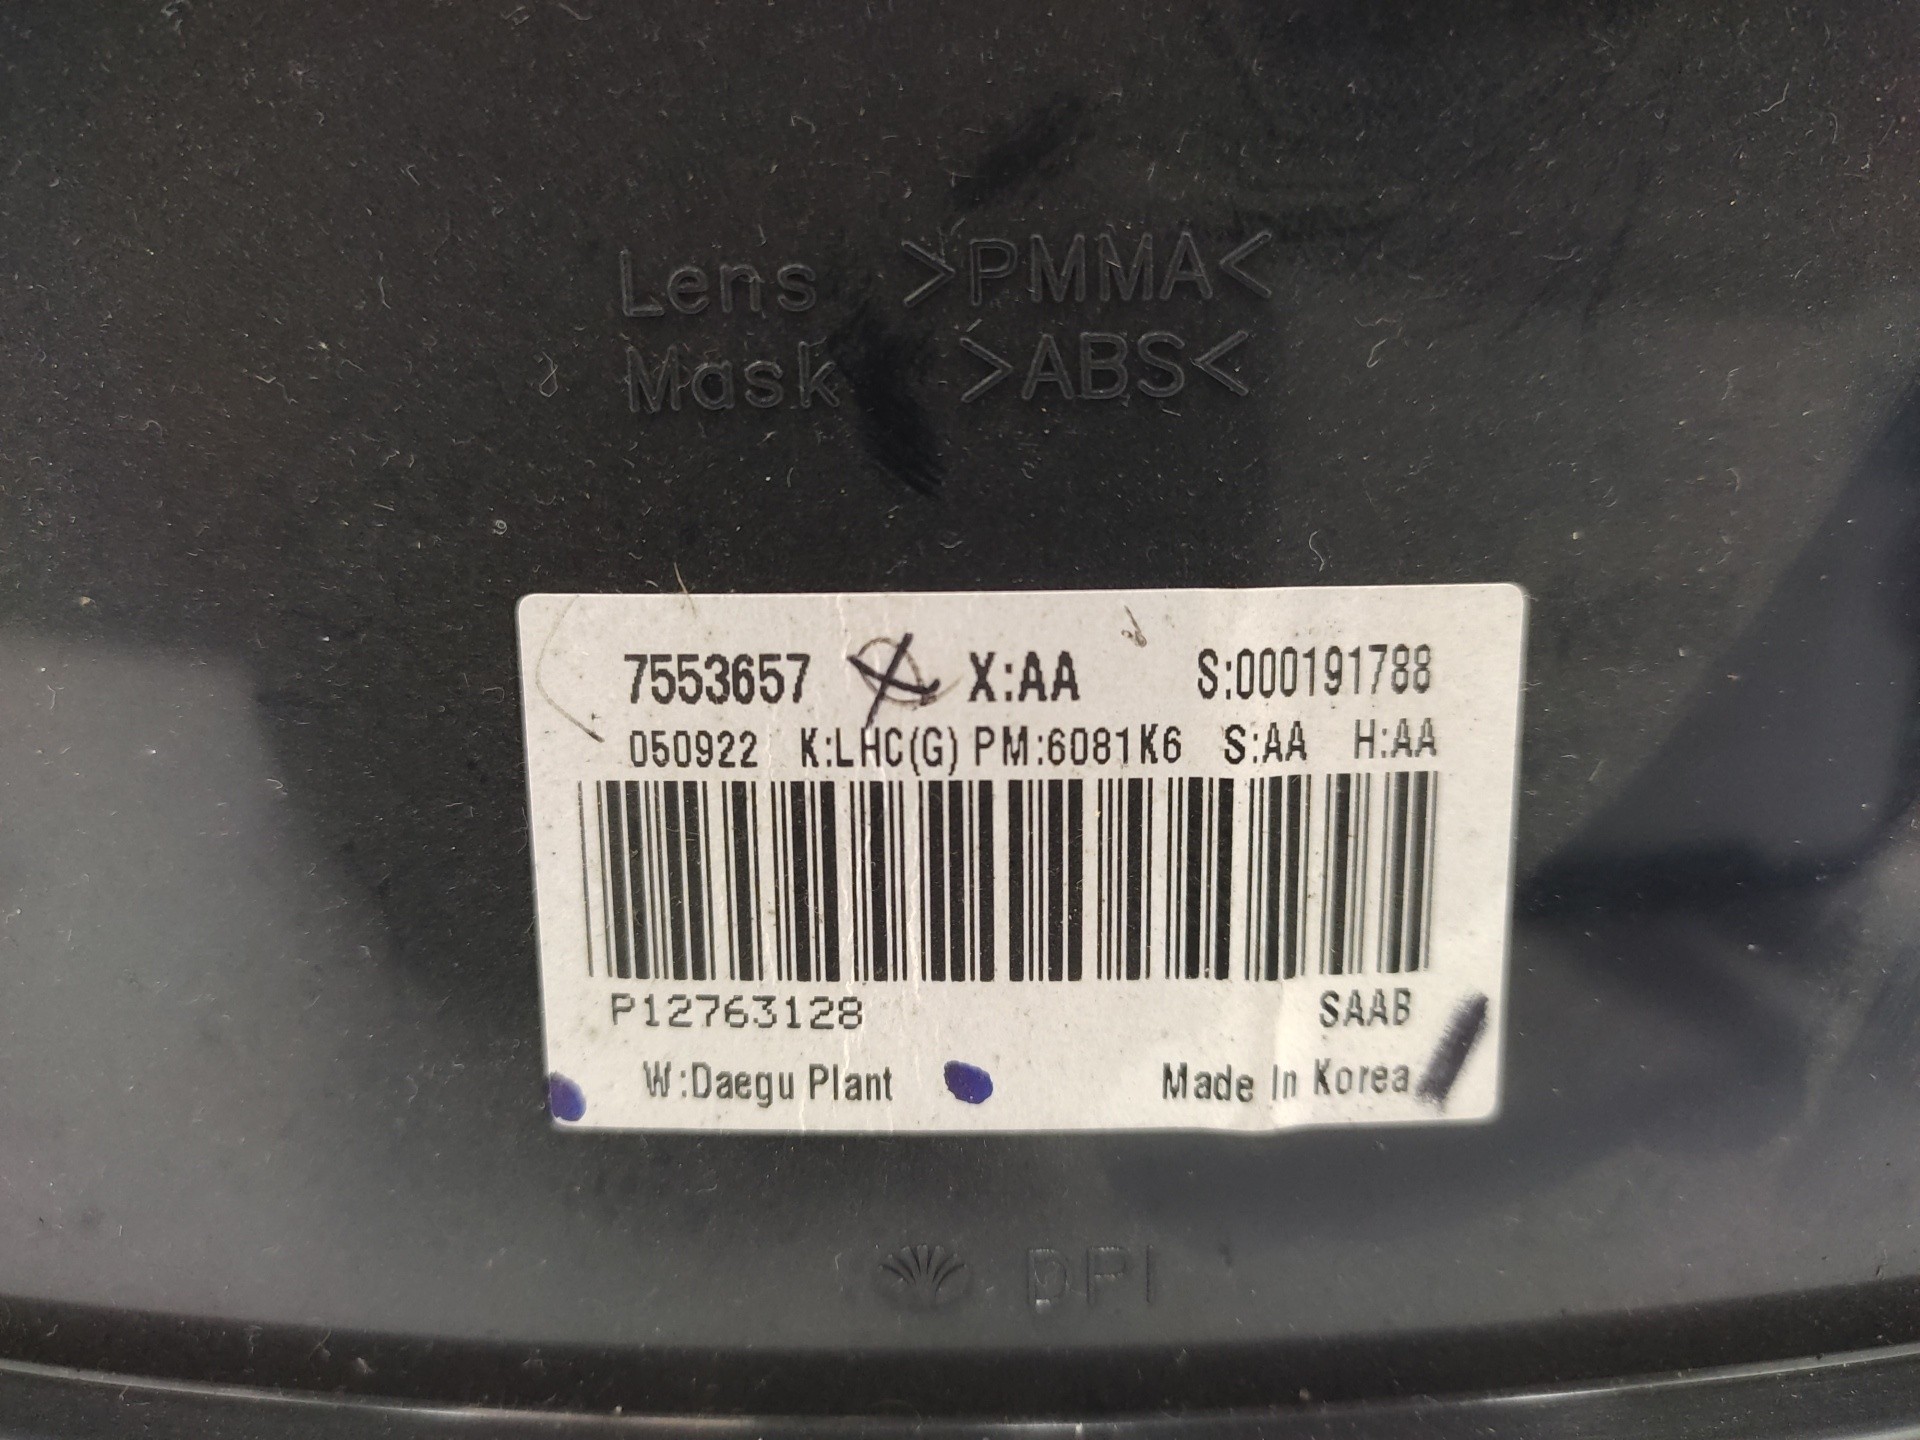 Lens >PMMA<
Mask >ABS<
7553657 X:AA S:000191788
050922 K:LHC(G) PM:6081K6 S:AA H:AA
P12763128 SAAB
W:Daegu Plant Made In Korea
DPI